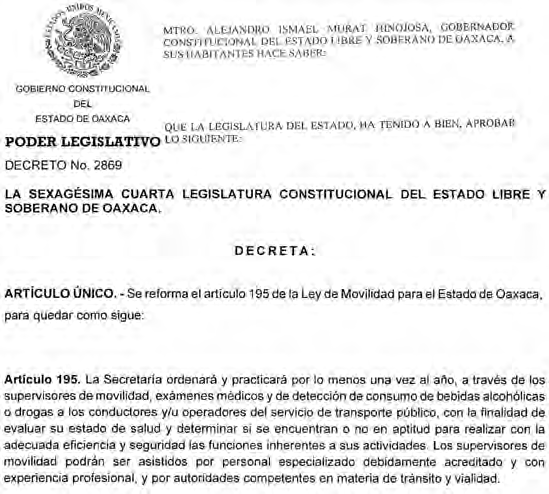 ESTADOS UNIDOS MEXICANOS
MTRO. ALEJANDRO ISMAEL MURAT HINOJOSA, GOBERNADOR
CONSTITUCIONAL DEL ESTADO LIBRE Y SOBERANO DE OAXACA, A
SUS HABITANTES HACE SABER:
GOBIERNO CONSTITUCIONAL
DEL
ESTADO DE OAXACA
PODER LEGISLATIVO
QUE LA LEGISLATURA DEL ESTADO, HA TENIDO A BIEN, APROBAR
LO SIGUIENTE:
DECRETO No. 2869
LA SEXAGÉSIMA CUARTA LEGISLATURA CONSTITUCIONAL DEL ESTADO LIBRE Y
SOBERANO DE OAXACA.
DECRETA:
ARTÍCULO ÚNICO. - Se reforma el artículo 195 de la Ley de Movilidad para el Estado de Oaxaca,
para quedar como sigue:
Artículo 195. La Secretaría ordenará y practicará por lo menos una vez al año, a través de los
supervisores de movilidad, exámenes médicos y de detección de consumo de bebidas alcohólicas
o drogas a los conductores y/u operadores del servicio de transporte público, con la finalidad de
evaluar su estado de salud y determinar si se encuentran o no en aptitud para realizar con la
adecuada eficiencia y seguridad las funciones inherentes a sus actividades. Los supervisores de
movilidad podrán ser asistidos por personal especializado debidamente acreditado y con
experiencia profesional, y por autoridades competentes en materia de tránsito y vialidad.